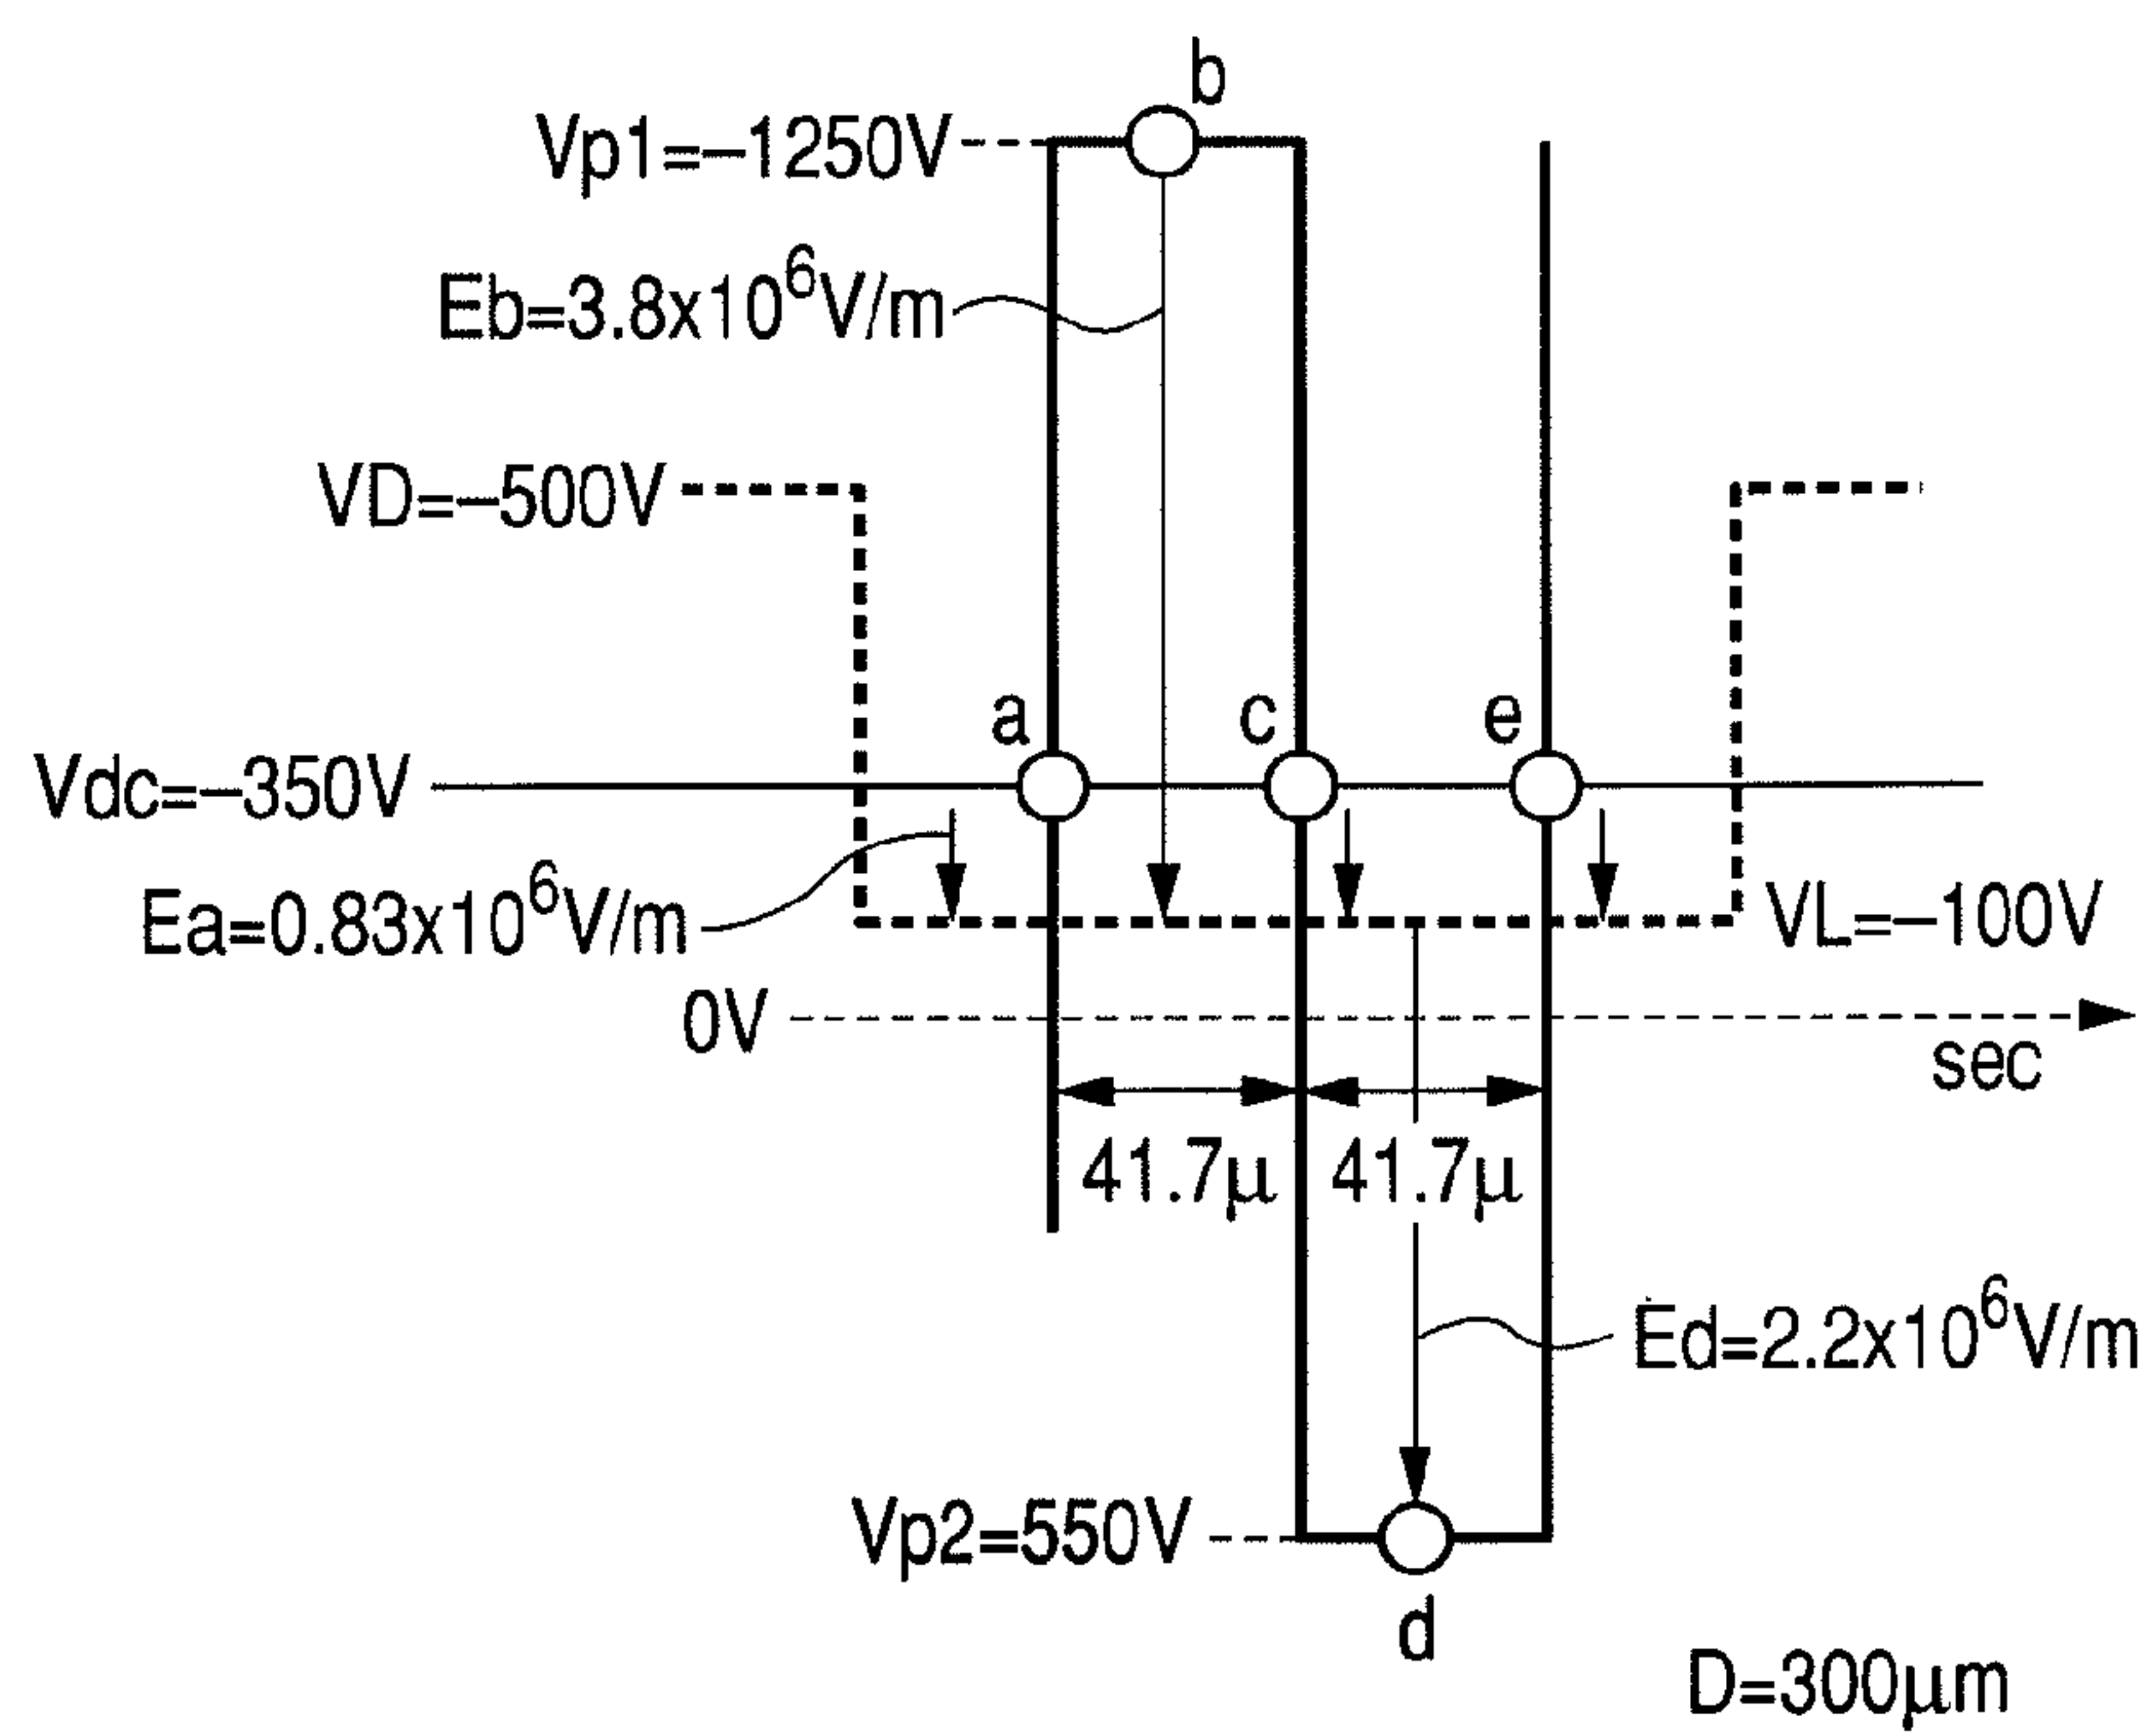 b
Vp1=−1250V
Eb=3.8x10⁶V/m
VD=−500V
a
c
e
Vdc=−350V
Ea=0.83x10⁶V/m
VL=−100V
0V
sec
41.7μ
41.7μ
Ed=2.2x10⁶V/m
Vp2=550V
d
D=300μm